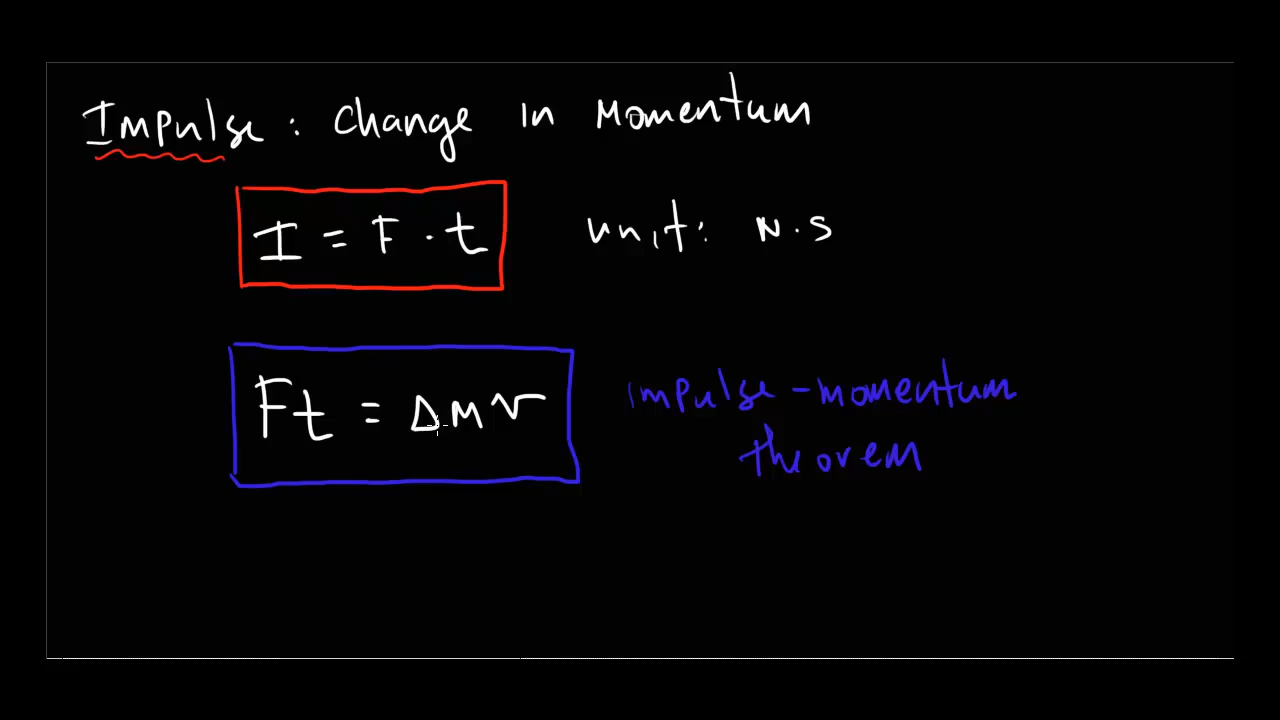 Impulse: change in momentum
I = F · t unit: N·s
Ft = Δmv impulse-momentum
theorem